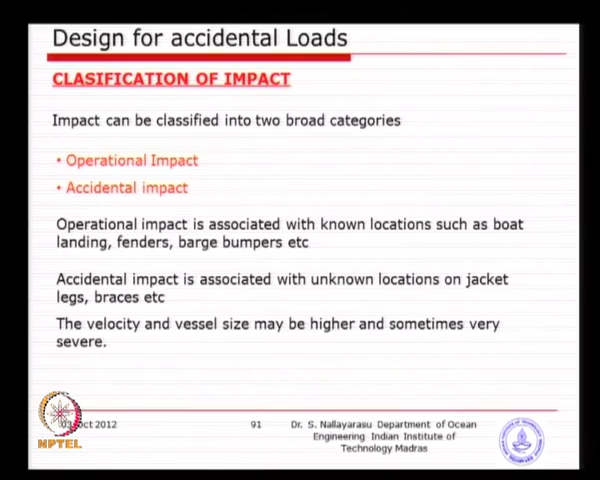 Design for accidental Loads
CLASIFICATION OF IMPACT
Impact can be classified into two broad categories
• Operational Impact
• Accidental impact
Operational impact is associated with known locations such as boat
landing, fenders, barge bumpers etc
Accidental impact is associated with unknown locations on jacket
legs, braces etc
The velocity and vessel size may be higher and sometimes very
severe.
03 Oct 2012
91
Dr. S. Nallayarasu Department of Ocean
Engineering Indian Institute of
Technology Madras
NPTEL